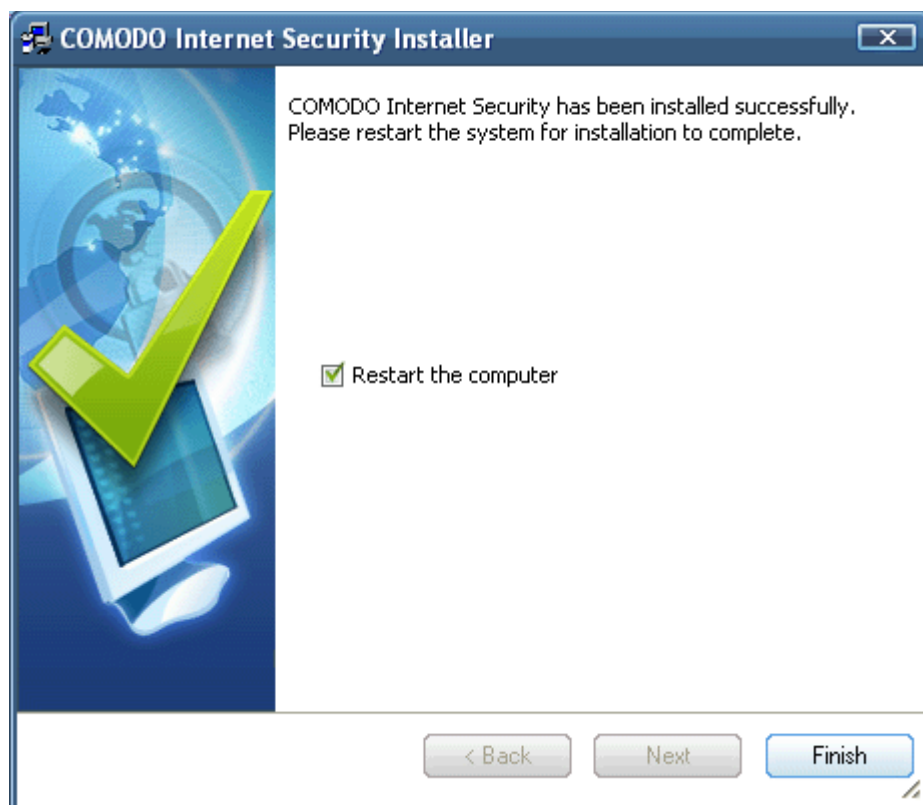 COMODO Internet Security Installer
COMODO Internet Security has been installed successfully.
Please restart the system for installation to complete.
Restart the computer
< Back Next Finish